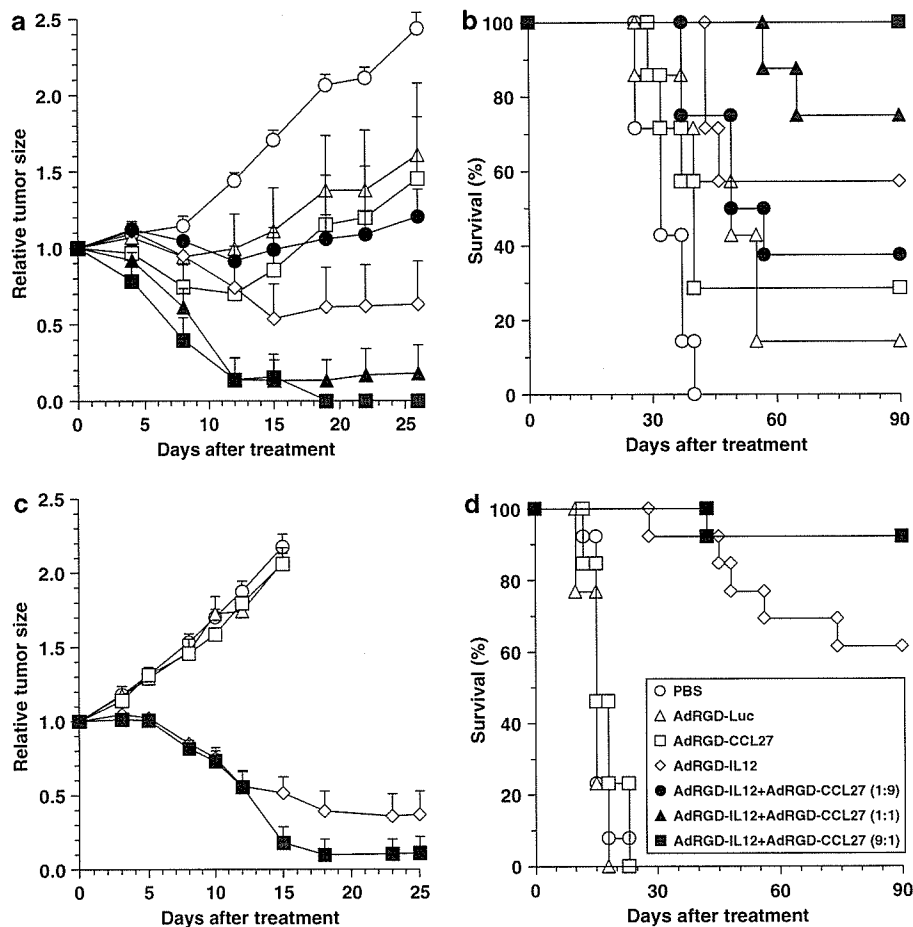 a
2.5
2.0
1.5
1.0
0.5
0.0
Relative tumor size
0 5 10 15 20 25
Days after treatment
b
100
80
60
40
20
0
Survival (%)
0 30 60 90
Days after treatment
c
2.5
2.0
1.5
1.0
0.5
0.0
Relative tumor size
0 5 10 15 20 25
Days after treatment
d
100
80
60
40
20
0
Survival (%)
PBS
AdRGD-Luc
AdRGD-CCL27
AdRGD-IL12
AdRGD-IL12+AdRGD-CCL27 (1:9)
AdRGD-IL12+AdRGD-CCL27 (1:1)
AdRGD-IL12+AdRGD-CCL27 (9:1)
0 30 60 90
Days after treatment